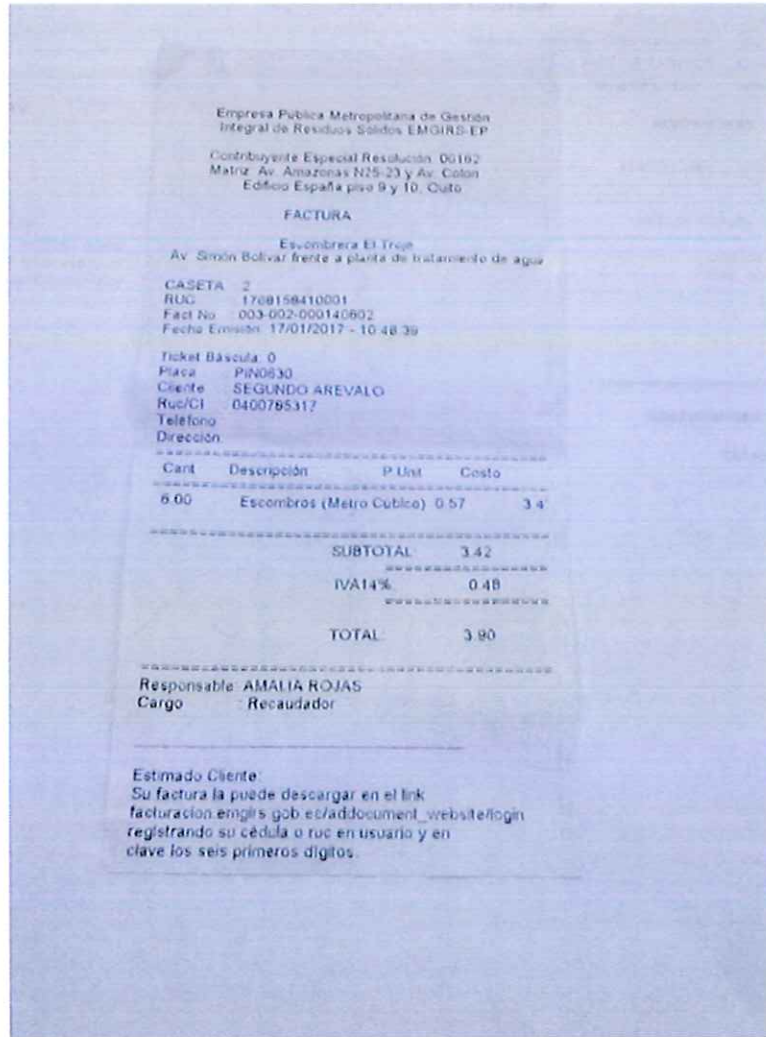 Empresa Publica Metropolitana de Gestión
Integral de Residuos Solidos EMGIRS-EP
Contribuyente Especial Resolución 00162
Matriz Av. Amazonas N25-23 y Av. Colon
Edificio España piso 9 y 10, Quito
FACTURA
Escombrera El Troje
Av. Simón Bolivar frente a planta de tratamiento de agua
CASETA 2
RUC 1768158410001
Fact No 003-002-000140602
Fecha Emisión: 17/01/2017 - 10:48:39
Ticket Báscula: 0
Placa PIN0630
Cliente SEGUNDO AREVALO
Ruc/CI 0400785317
Teléfono
Dirección
Cant Descripción P.Unit Costo
6.00 Escombros (Metro Cubico) 0.57 3.4
SUBTOTAL 3.42
IVA14% 0.48
TOTAL: 3.90
Responsable: AMALIA ROJAS
Cargo : Recaudador
Estimado Cliente:
Su factura la puede descargar en el link
facturacion.emgirs.gob.ec/addocument_website/login
registrando su cédula o ruc en usuario y en
clave los seis primeros digitos.